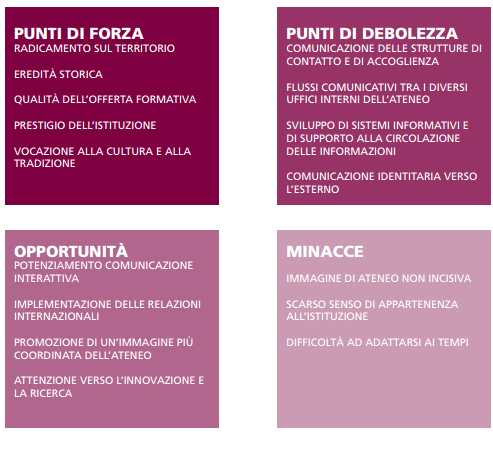 PUNTI DI FORZA
RADICAMENTO SUL TERRITORIO
EREDITÀ STORICA
QUALITÀ DELL'OFFERTA FORMATIVA
PRESTIGIO DELL'ISTITUZIONE
VOCAZIONE ALLA CULTURA E ALLA
TRADIZIONE
PUNTI DI DEBOLEZZA
COMUNICAZIONE DELLE STRUTTURE DI
CONTATTO E DI ACCOGLIENZA
FLUSSI COMUNICATIVI TRA I DIVERSI
UFFICI INTERNI DELL'ATENEO
SVILUPPO DI SISTEMI INFORMATIVI E
DI SUPPORTO ALLA CIRCOLAZIONE
DELLE INFORMAZIONI
COMUNICAZIONE IDENTITARIA VERSO
L'ESTERNO
OPPORTUNITÀ
POTENZIAMENTO COMUNICAZIONE
INTERATTIVA
IMPLEMENTAZIONE DELLE RELAZIONI
INTERNAZIONALI
PROMOZIONE DI UN'IMMAGINE PIÙ
COORDINATA DELL'ATENEO
ATTENZIONE VERSO L'INNOVAZIONE E
LA RICERCA
MINACCE
IMMAGINE DI ATENEO NON INCISIVA
SCARSO SENSO DI APPARTENENZA
ALL'ISTITUZIONE
DIFFICOLTÀ AD ADATTARSI AI TEMPI